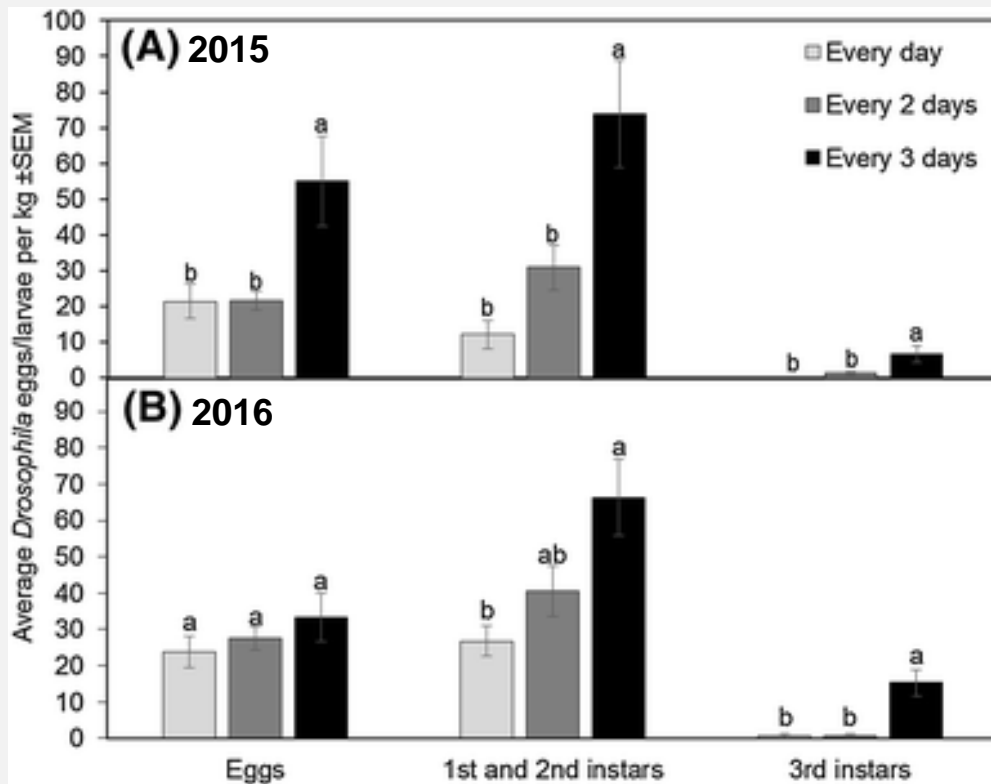 Average Drosophila eggs/larvae per kg ±SEM
100
90
80
70
60
50
40
30
20
10
0
(A) 2015
Every day
Every 2 days
Every 3 days
b
b
a
b
b
a
b
b
a
90
80
70
60
50
40
30
20
10
0
(B) 2016
a
a
a
b
ab
a
b
b
a
Eggs
1st and 2nd instars
3rd instars